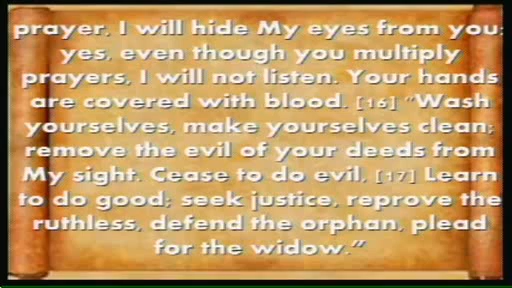 prayer, I will hide My eyes from you;
yes, even though you multiply
prayers, I will not listen. Your hands
are covered with blood. [16] “Wash
yourselves, make yourselves clean;
remove the evil of your deeds from
My sight. Cease to do evil, [17] Learn
to do good; seek justice, reprove the
ruthless, defend the orphan, plead
for the widow.”